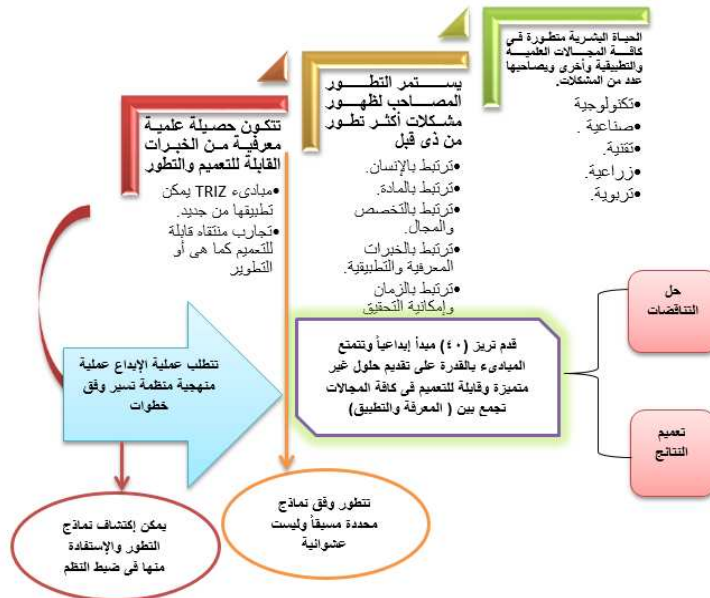 الحياة البشرية متطورة فى
كافة المجالات العلمية
والتطبيقية وأخرى ويصاحبها
عدد من المشكلات.
•تكنولوجية
•صناعية .
•تقنية.
•زراعية.
•تربوية.
يستمر التطور
المصاحب لظهور
مشكلات أكثر تطور
من ذى قبل
•ترتبط بالإنسان.
•ترتبط بالمادة.
•ترتبط بالتخصص
والمجال.
•ترتبط بالخبرات
المعرفية والتطبيقية.
•ترتبط بالزمان
وإمكانية التحقيق
تتكون حصيلة علمية
معرفية من الخبرات
القابلة للتعميم والتطور
•مبادىء TRIZ يمكن
تطبيقها من جديد.
•تجارب منتقاه قابلة
للتعميم كما هى أو
التطوير
حل
التناقضات
تعميم
النتائج
قدم تريز (٤٠) مبدأ إبداعياً وتتمتع
المبادىء بالقدرة على تقديم حلول غير
متميزة وقابلة للتعميم فى كافة المجالات
تجمع بين ( المعرفة والتطبيق)
تتطلب عملية الإبداع عملية
منهجية منظمة تسير وفق
خطوات
تتطور وفق نماذج
محددة مسبقاً وليست
عشوانية
يمكن إكتشاف نماذج
التطور والإستفادة
منها فى ضبط النظم